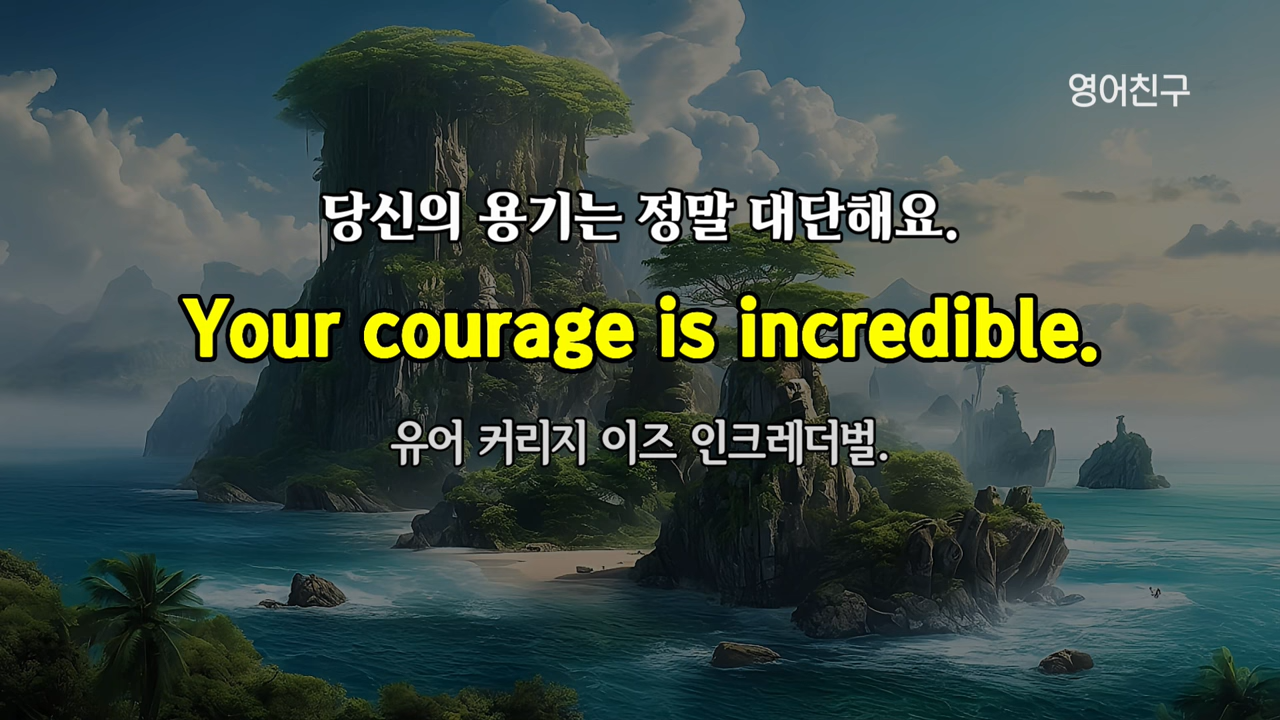 영어친구
당신의 용기는 정말 대단해요.
Your courage is incredible.
유어 커리지 이즈 인크레더벌.